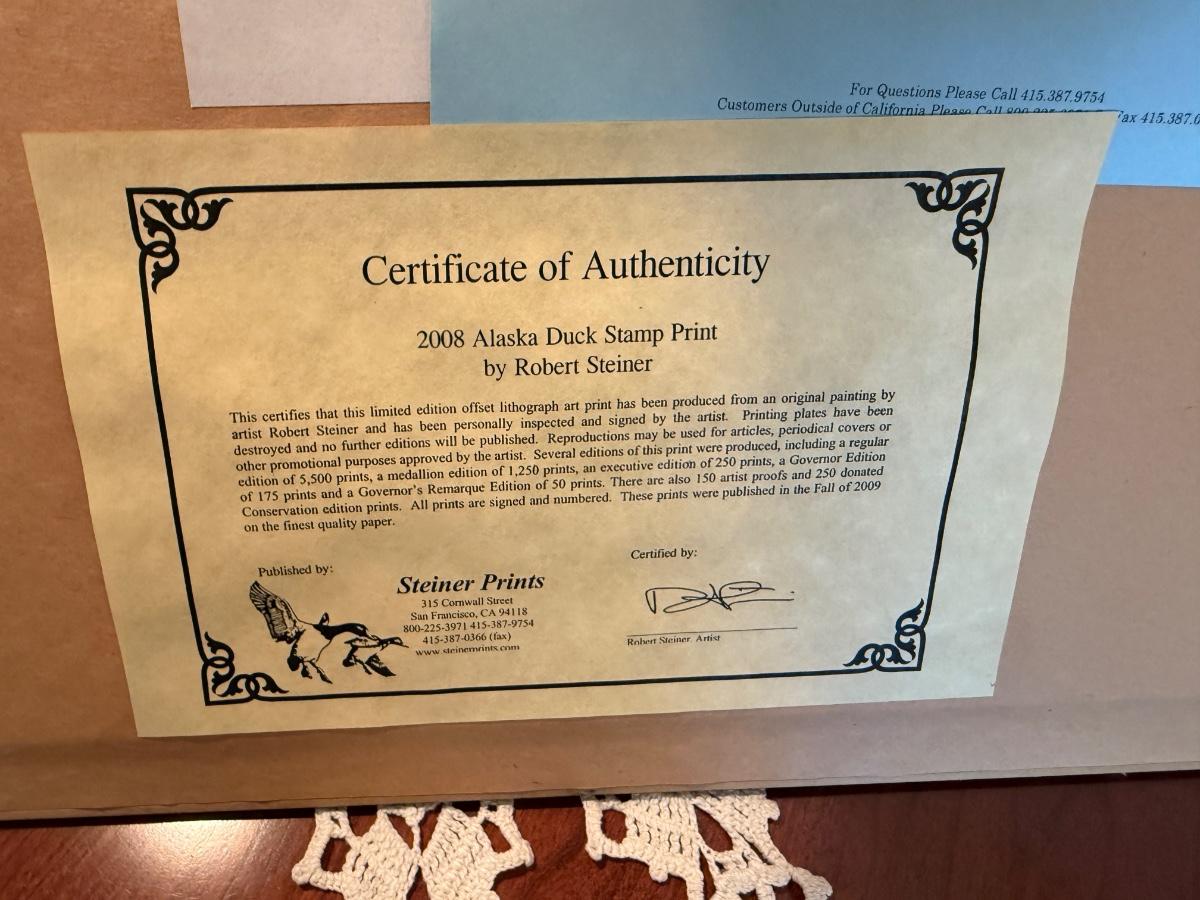 For Questions Please Call 415.387.9754
Customers Outside of California Please Call
ax 415.387.0
Certificate of Authenticity
2008 Alaska Duck Stamp Print
by Robert Steiner
This certifies that this limited edition offset lithograph art print has been produced from an original painting by
artist Robert Steiner and has been personally inspected and signed by the artist. Printing plates have been
destroyed and no further editions will be published. Reproductions may be used for articles, periodical covers or
other promotional purposes approved by the artist. Several editions of this print were produced, including a regular
edition of 5,500 prints, a medallion edition of 1,250 prints, an executive edition of 250 prints, a Governor Edition
of 175 prints and a Governor's Remarque Edition of 50 prints. There are also 150 artist proofs and 250 donated
Conservation edition prints. All prints are signed and numbered. These prints were published in the Fall of 2009
on the finest quality paper.
Published by:
Steiner Prints
315 Cornwall Street
San Francisco, CA 94118
800-225-3971 415-387-9754
415-387-0366 (fax)
www.steinerprints.com
Certified by:
Robert Steiner, Artist